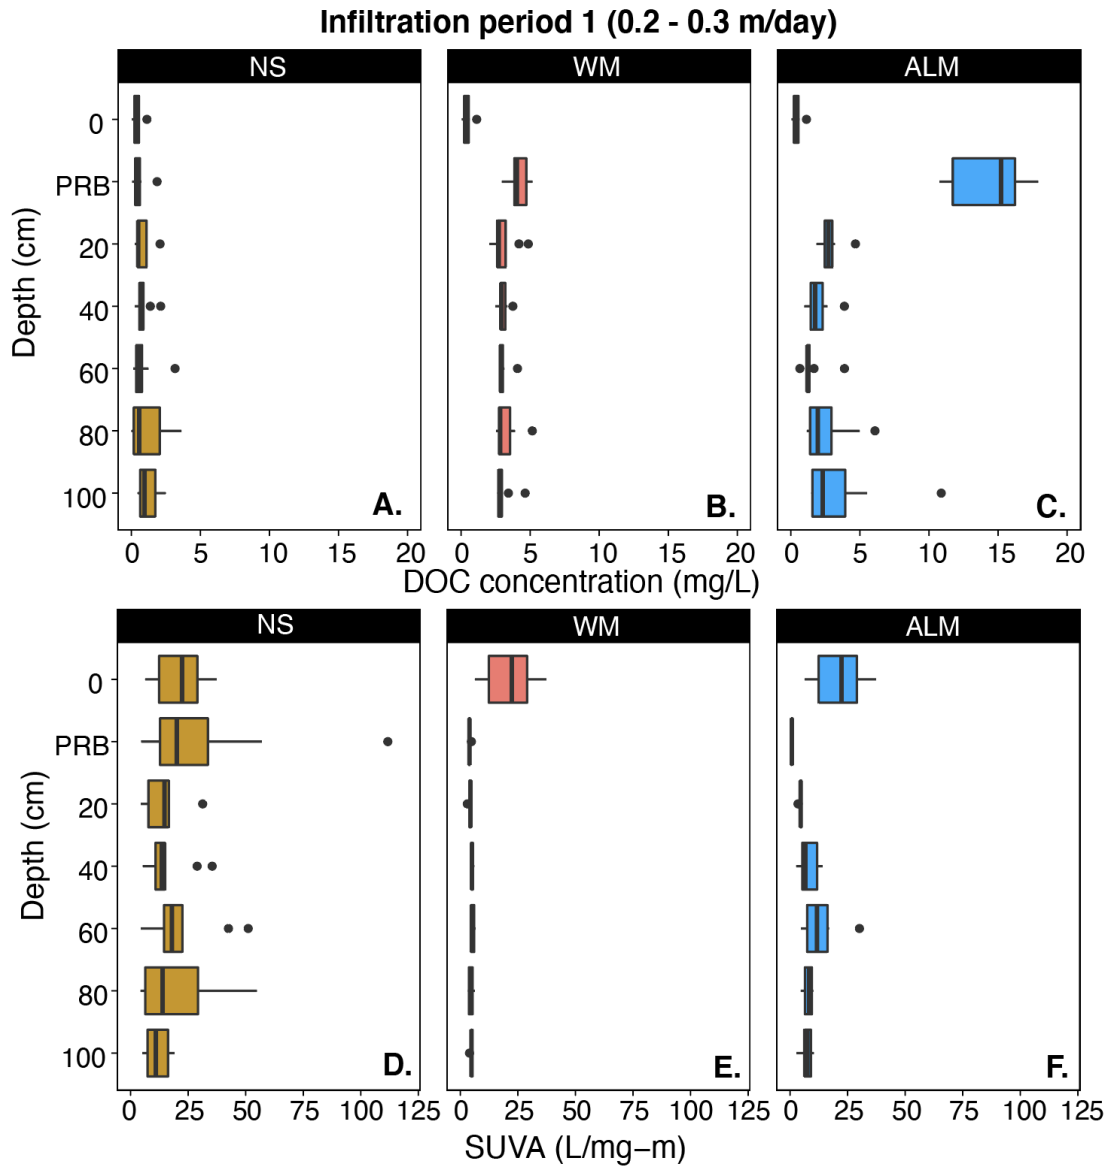 Infiltration period 1 (0.2 - 0.3 m/day)
NS WM ALM
Depth (cm)
0
PRB
20
40
60
80
100
A. B. C.
0 5 10 15 20 0 5 10 15 20 0 5 10 15 20
DOC concentration (mg/L)
NS WM ALM
Depth (cm)
0
PRB
20
40
60
80
100
D. E. F.
0 25 50 75 100 125 0 25 50 75 100 125 0 25 50 75 100 125
SUVA (L/mg−m)